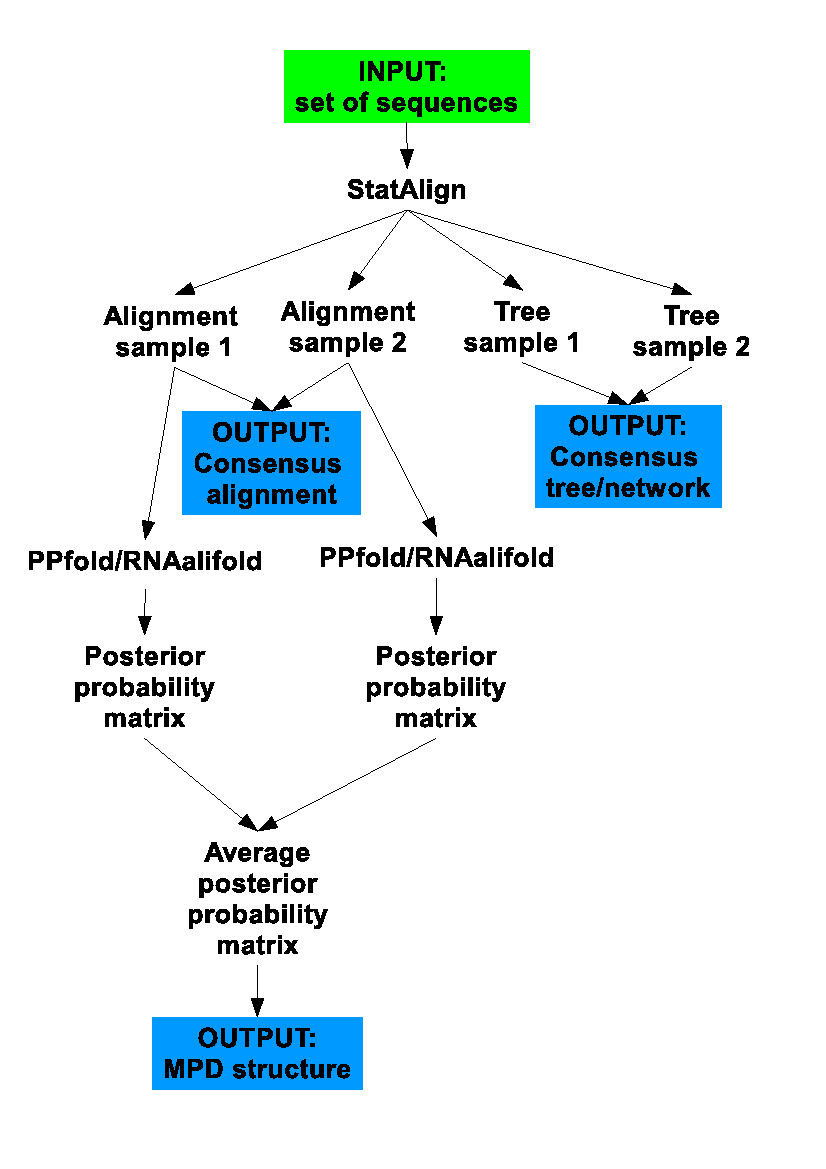 INPUT:
set of sequences
StatAlign
Alignment
sample 1
Alignment
sample 2
Tree
sample 1
Tree
sample 2
OUTPUT:
Consensus
alignment
OUTPUT:
Consensus
tree/network
PPfold/RNAalifold
PPfold/RNAalifold
Posterior
probability
matrix
Posterior
probability
matrix
Average
posterior
probability
matrix
OUTPUT:
MPD structure